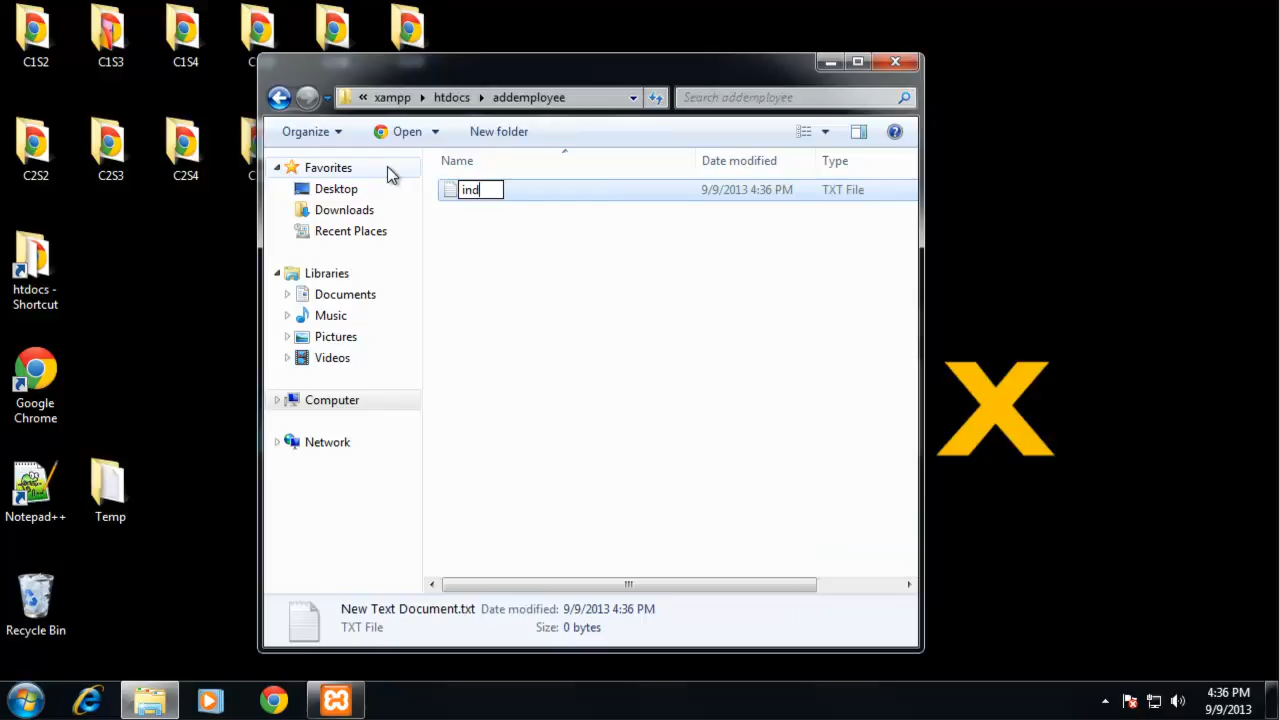 C1S2
C1S3
C1S4
C
C2S2
C2S3
C2S4
C
htdocs -
Shortcut
Google
Chrome
Notepad++
Temp
Recycle Bin
« xampp htdocs addemployee
Search addemployee
Organize Open New folder
Favorites
Desktop
Downloads
Recent Places
Libraries
Documents
Music
Pictures
Videos
Computer
Network
Name Date modified Type
ind 9/9/2013 4:36 PM TXT File
New Text Document.txt Date modified: 9/9/2013 4:36 PM
TXT File Size: 0 bytes
X
4:36 PM
9/9/2013